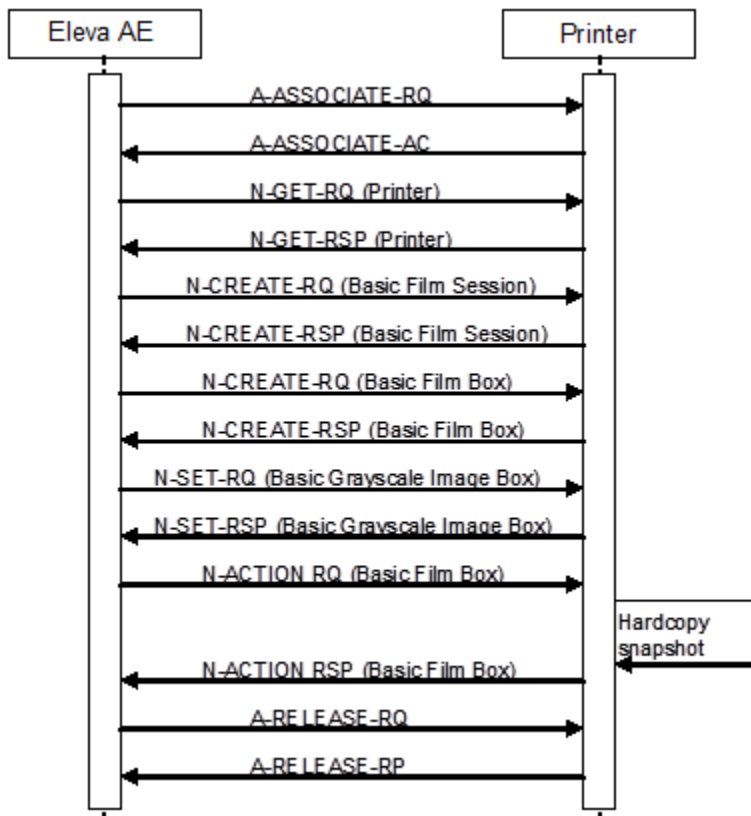 Eleva AE
Printer
A-ASSOCIATE-RQ
A-ASSOCIATE-AC
N-GET-RQ (Printer)
N-GET-RSP (Printer)
N-CREATE-RQ (Basic Film Session)
N-CREATE-RSP (Basic Film Session)
N-CREATE-RQ (Basic Film Box)
N-CREATE-RSP (Basic Film Box)
N-SET-RQ (Basic Grayscale Image Box)
N-SET-RSP (Basic Grayscale Image Box)
N-ACTION RQ (Basic Film Box)
Hardcopy
snapshot
N-ACTION RSP (Basic Film Box)
A-RELEASE-RQ
A-RELEASE-RP